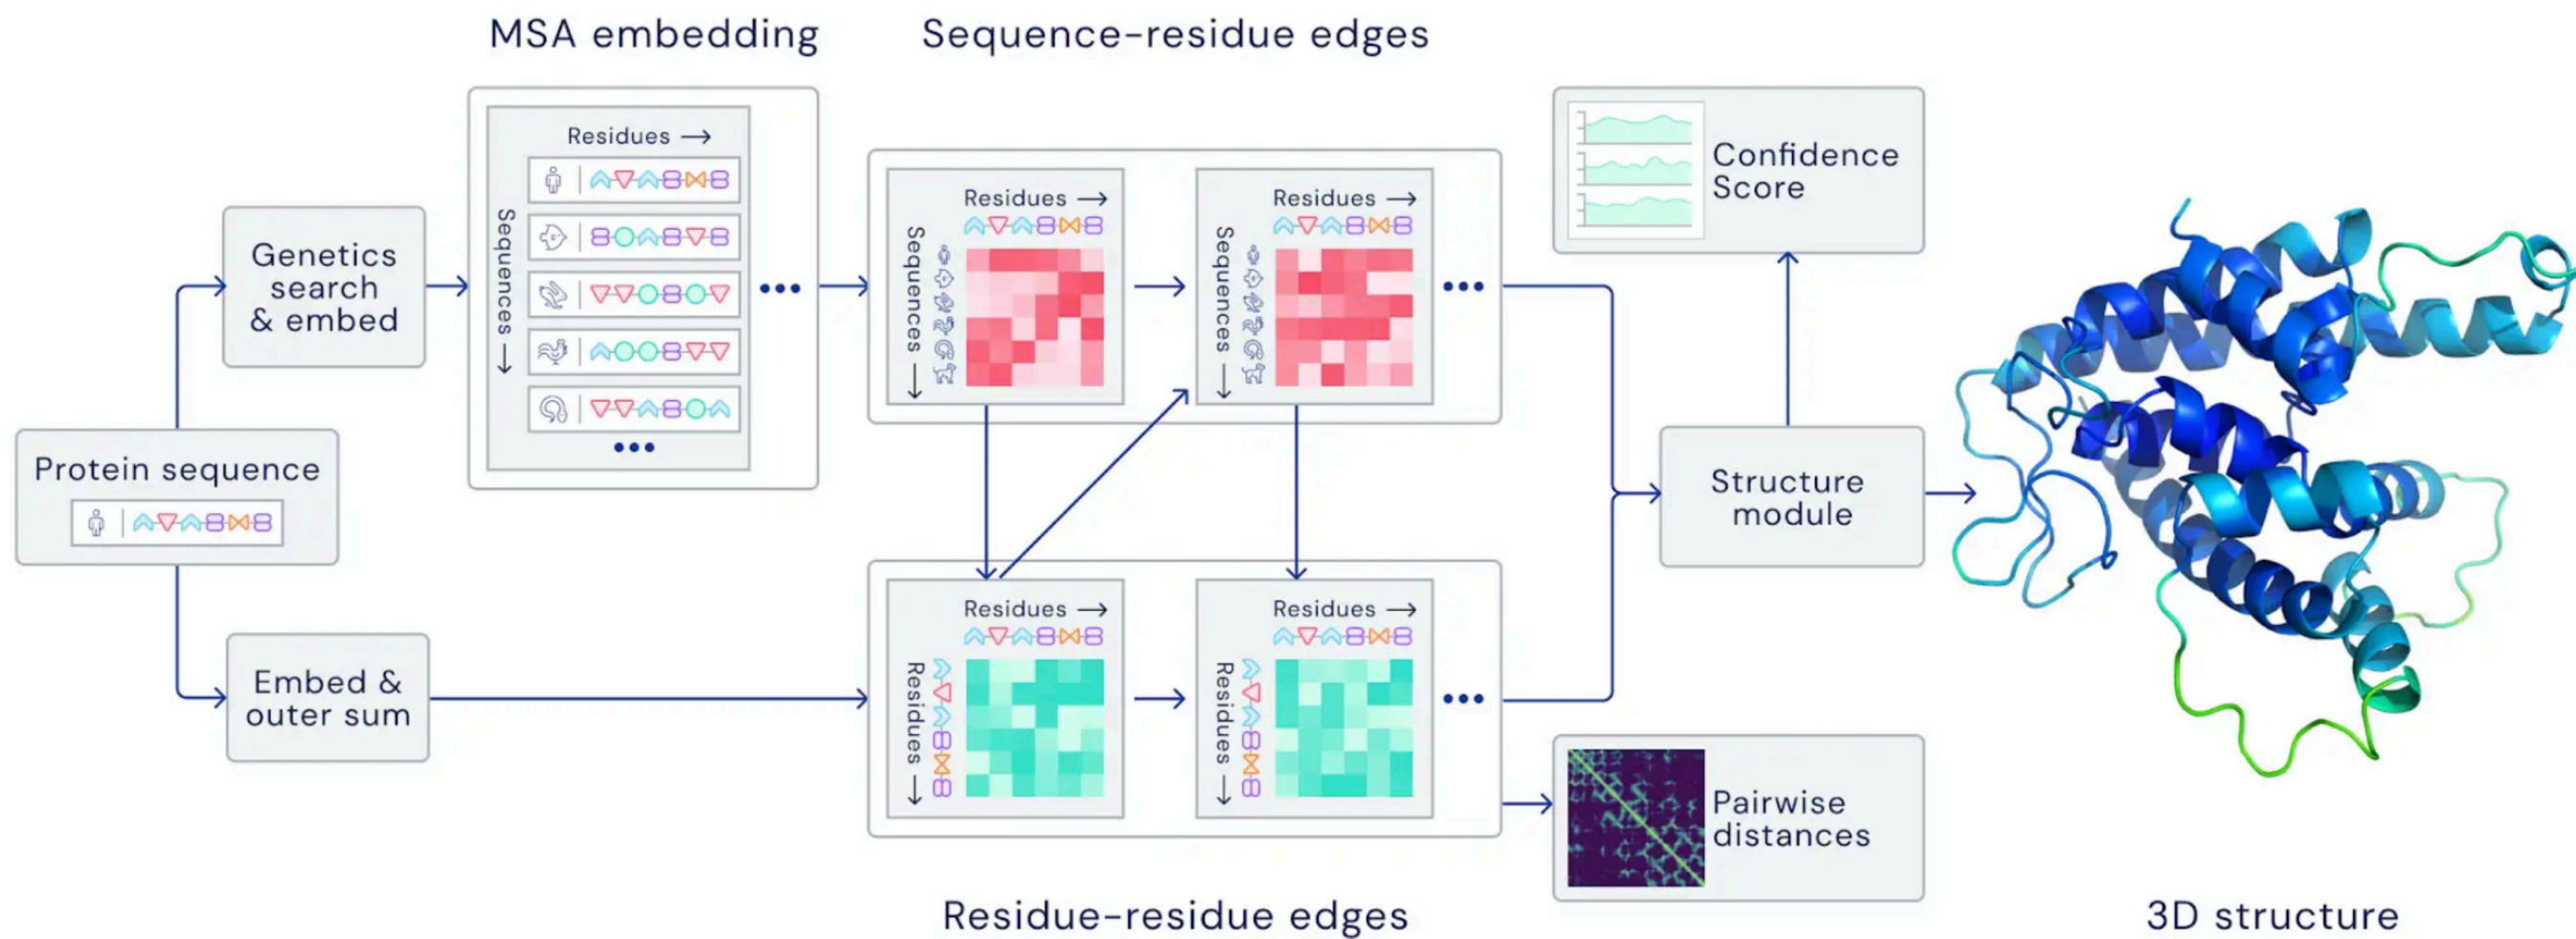 MSA embedding
Sequence-residue edges
Residues
Sequences
Genetics
search
& embed
Protein sequence
Embed &
outer sum
Residues
Sequences
Residues
Sequences
Residues
Residues
Residues
Residues
Confidence
Score
Structure
module
Pairwise
distances
Residue-residue edges
3D structure